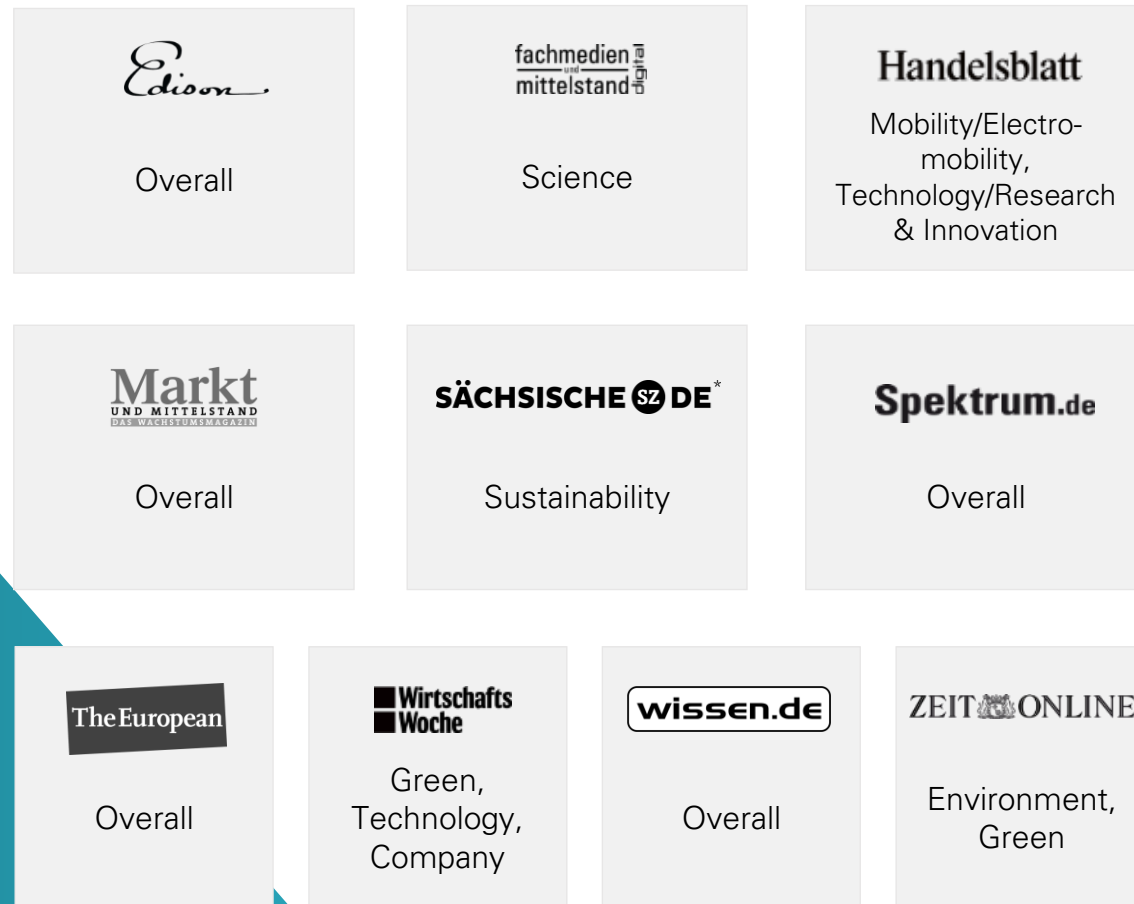 Edison
Overall
fachmedien
und
mittelstand
digital
Science
Handelsblatt
Mobility/Electro-
mobility,
Technology/Research
& Innovation
Markt
UND MITTELSTAND
DAS WACHSTUMSMAGAZIN
Overall
SÄCHSISCHE SZ DE*
Sustainability
Spektrum.de
Overall
The European
Overall
Wirtschafts
Woche
Green,
Technology,
Company
wissen.de
Overall
ZEIT ONLINE
Environment,
Green